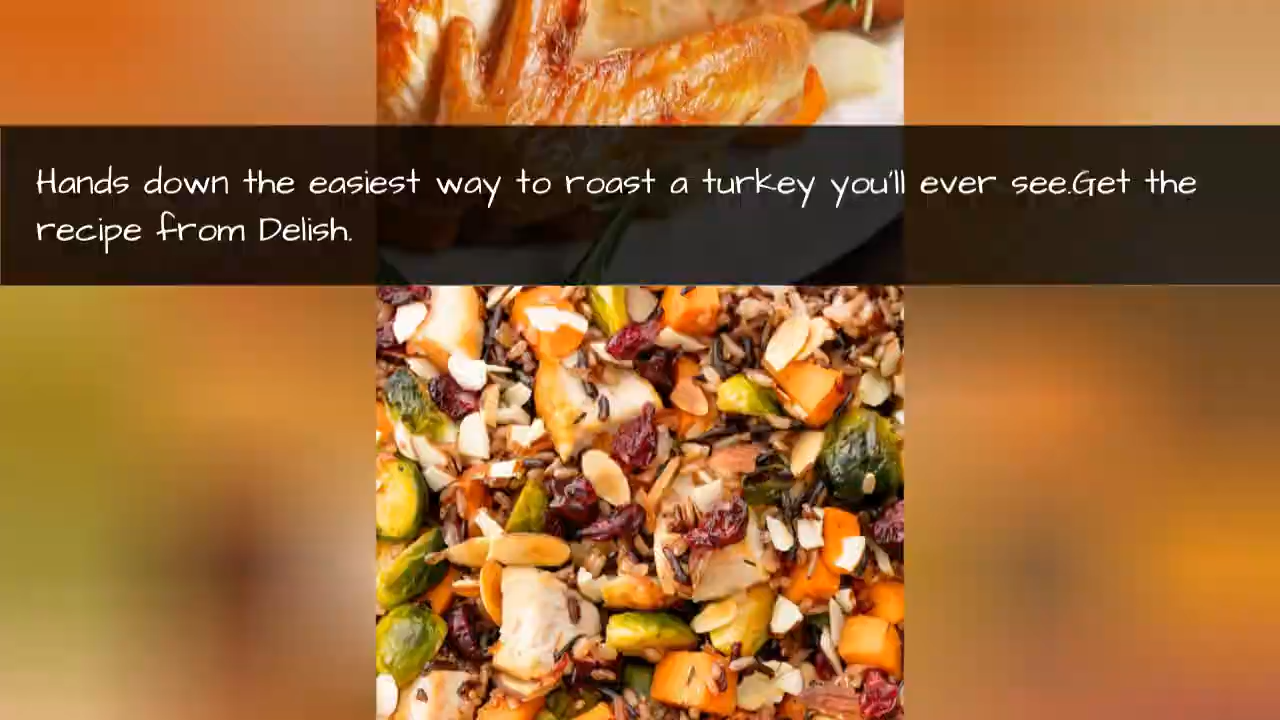 Hands down the easiest way to roast a turkey you'll ever see.Get the
recipe from Delish.